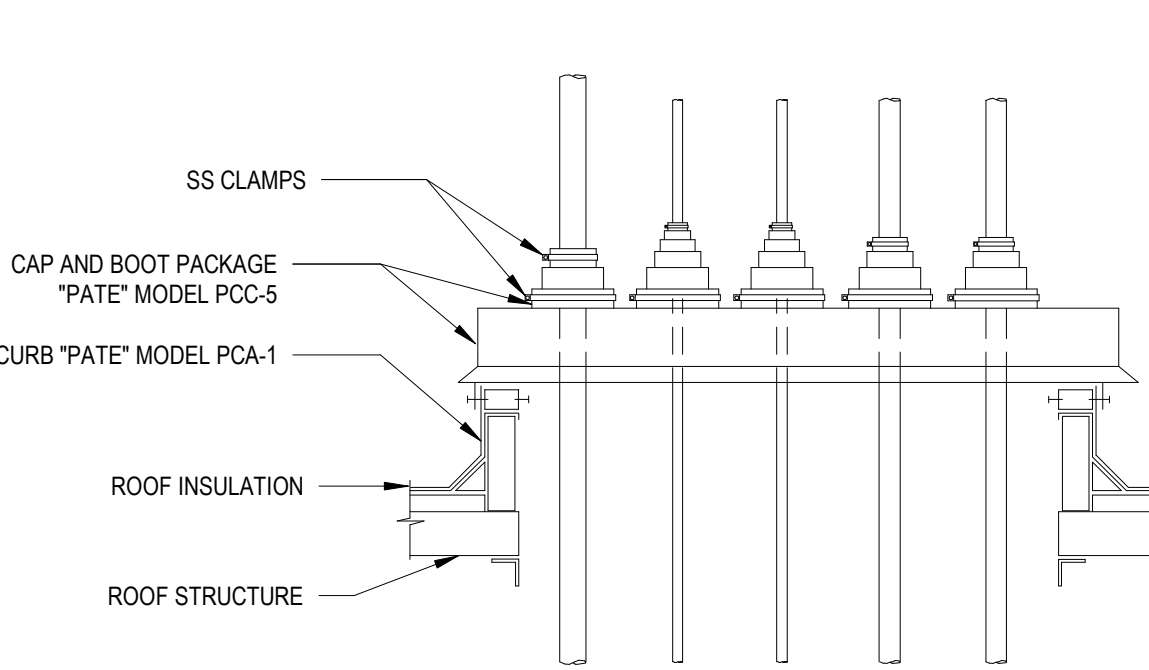 SS CLAMPS
CAP AND BOOT PACKAGE
"PATE" MODEL PCC-5
CURB "PATE" MODEL PCA-1
ROOF INSULATION
ROOF STRUCTURE